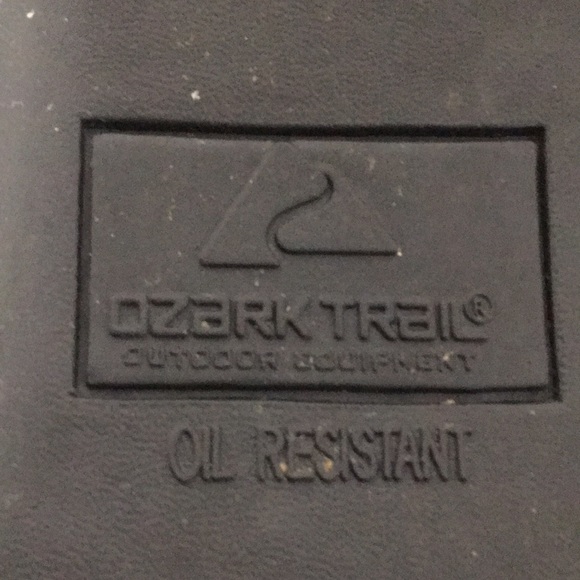 OZARK TRAIL®
OUTDOOR EQUIPMENT
OIL RESISTANT